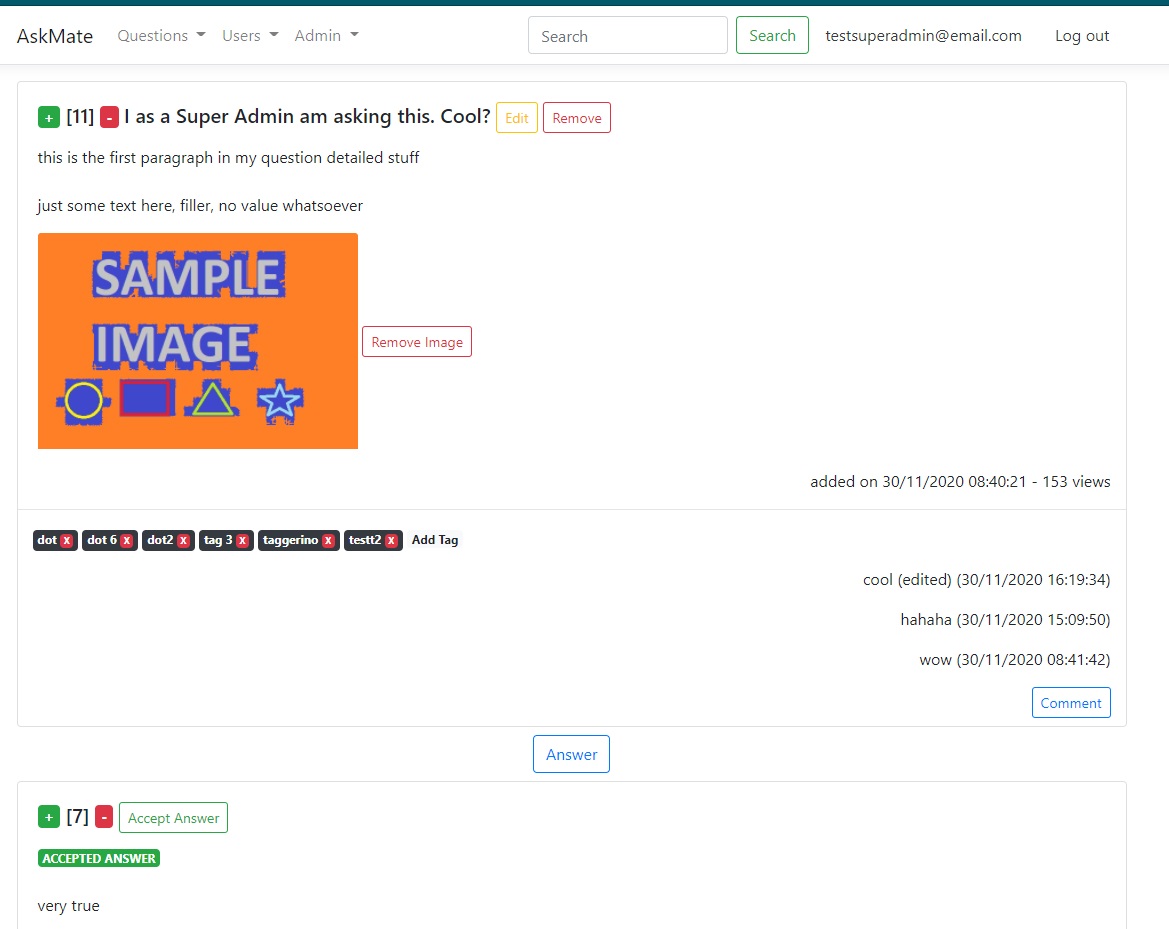 AskMate Questions Users Admin Search Search testsuperadmin@email.com Log out
+ [11] - I as a Super Admin am asking this. Cool? Edit Remove
this is the first paragraph in my question detailed stuff
just some text here, filler, no value whatsoever
SAMPLE
IMAGE
Remove Image
added on 30/11/2020 08:40:21 - 153 views
dot x dot 6 x dot2 x tag 3 x taggerino x testt2 x Add Tag
cool (edited) (30/11/2020 16:19:34)
hahaha (30/11/2020 15:09:50)
wow (30/11/2020 08:41:42)
Comment
Answer
+ [7] - Accept Answer
ACCEPTED ANSWER
very true